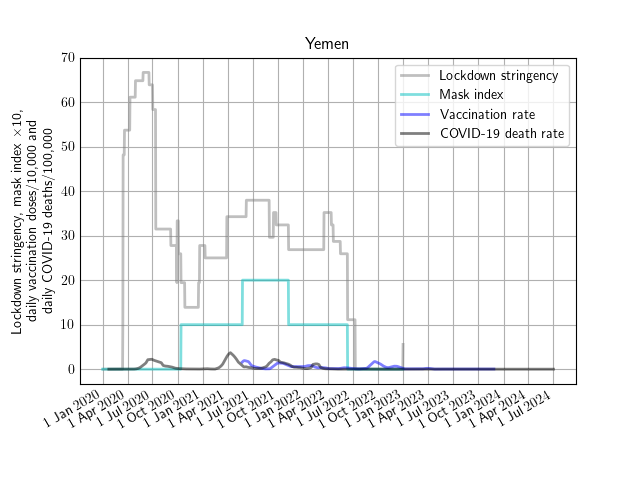 Yemen
Lockdown stringency
Mask index
Vaccination rate
COVID-19 death rate
Lockdown stringency, mask index ×10,
daily vaccination doses/10,000 and
daily COVID-19 deaths/100,000
70
60
50
40
30
20
10
0
1 Jan 2020
1 Apr 2020
1 Jul 2020
1 Oct 2020
1 Jan 2021
1 Apr 2021
1 Jul 2021
1 Oct 2021
1 Jan 2022
1 Apr 2022
1 Jul 2022
1 Oct 2022
1 Jan 2023
1 Apr 2023
1 Jul 2023
1 Oct 2023
1 Jan 2024
1 Apr 2024
1 Jul 2024